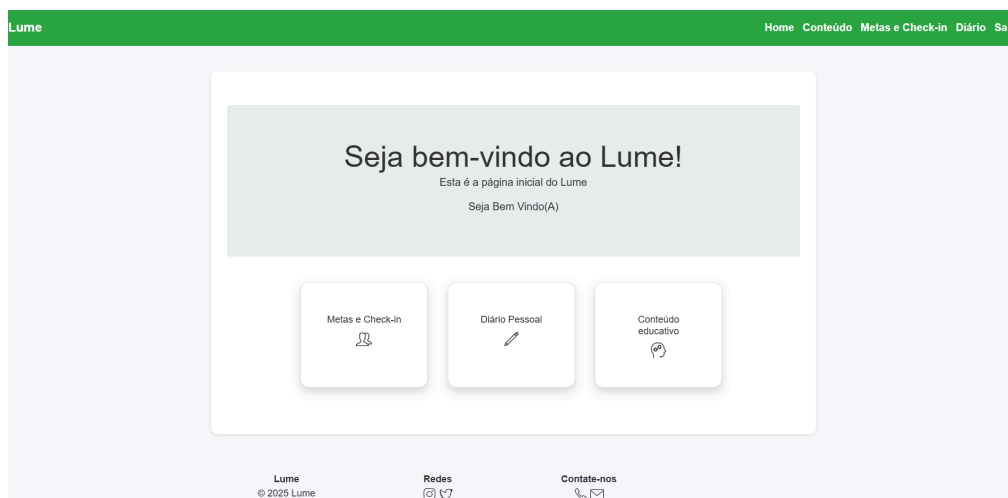 Lume
Home Conteúdo Metas e Check-in Diário
Seja bem-vindo ao Lume!
Esta é a página inicial do Lume
Seja Bem Vindo(A)
Metas e Check-in
Diário Pessoal
Conteúdo
educativo
Lume
© 2025 Lume
Redes
Contate-nos